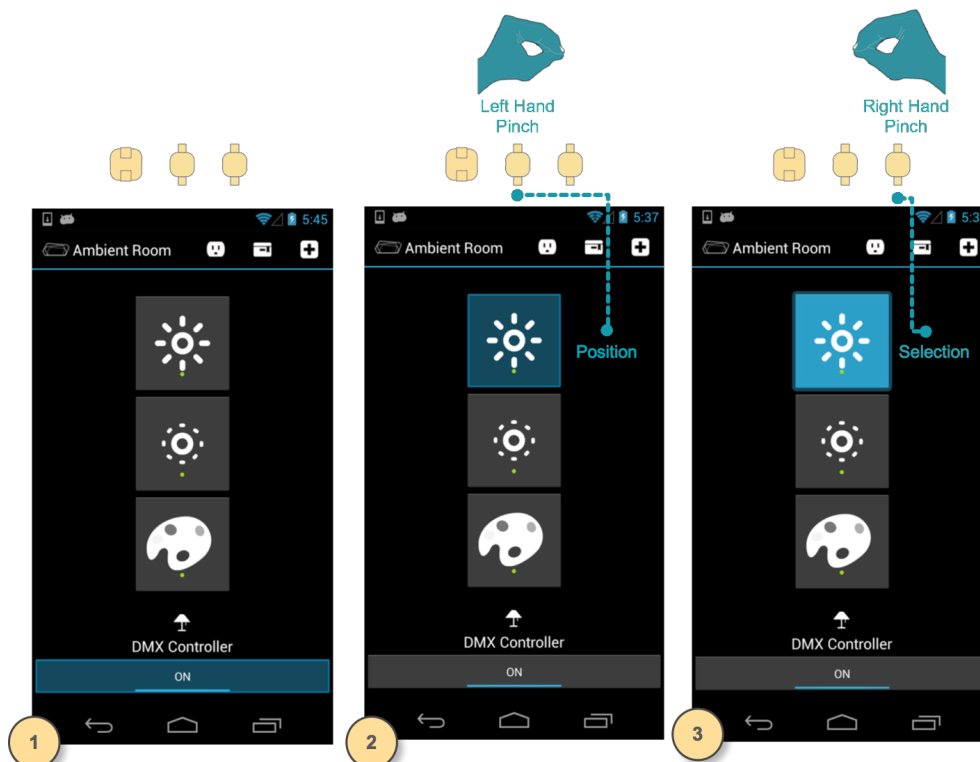 Left Hand
Pinch
Right Hand
Pinch
5:45
Ambient Room
DMX Controller
ON
1
5:37
Ambient Room
Position
DMX Controller
ON
2
Ambient Room
Selection
DMX Controller
ON
3